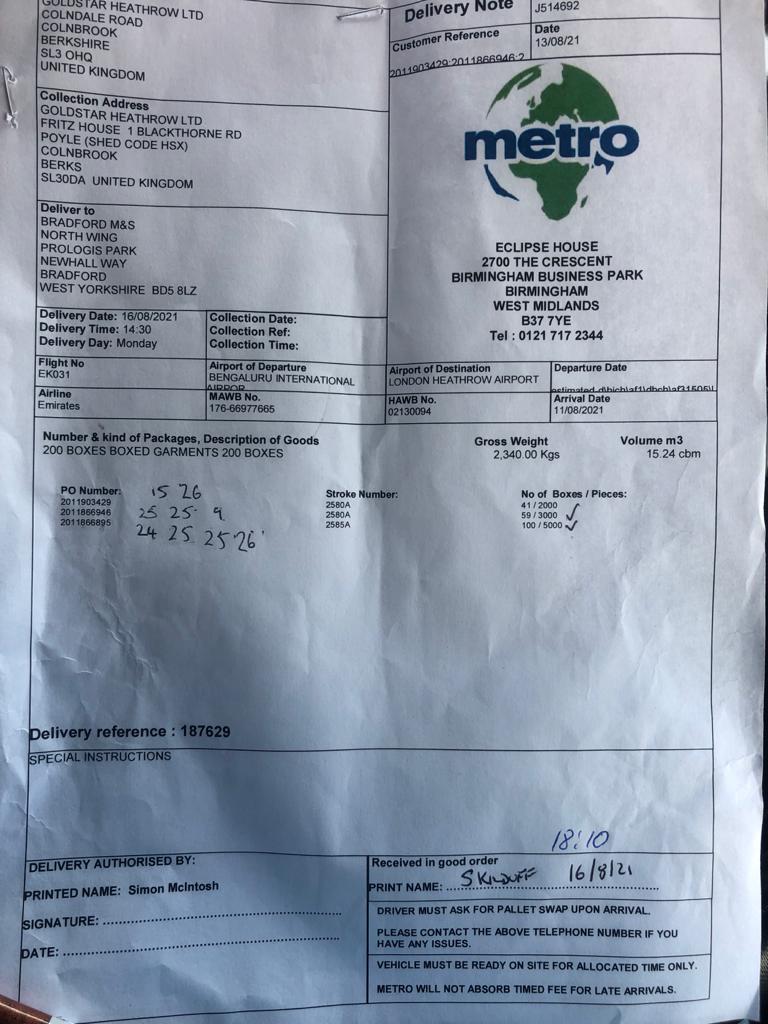 GOLDSTAR HEATHROW LTD
COLNDALE ROAD
COLNBROOK
BERKSHIRE
SL3 OHQ
UNITED KINGDOM
Delivery Note
J514692
Customer Reference
2011903429:2011866946:2
Date
13/08/21
Collection Address
GOLDSTAR HEATHROW LTD
FRITZ HOUSE 1 BLACKTHORNE RD
POYLE (SHED CODE HSX)
COLNBROOK
BERKS
SL30DA UNITED KINGDOM
metro
Deliver to
BRADFORD M&S
NORTH WING
PROLOGIS PARK
NEWHALL WAY
BRADFORD
WEST YORKSHIRE BD5 8LZ
ECLIPSE HOUSE
2700 THE CRESCENT
BIRMINGHAM BUSINESS PARK
BIRMINGHAM
WEST MIDLANDS
B37 7YE
Tel : 0121 717 2344
Delivery Date: 16/08/2021
Delivery Time: 14:30
Delivery Day: Monday
Collection Date:
Collection Ref:
Collection Time:
Flight No
EK031
Airport of Departure
BENGALURU INTERNATIONAL
AIRPOR
Airport of Destination
LONDON HEATHROW AIRPORT
Departure Date
Airline
Emirates
MAWB No.
176-66977665
HAWB No.
02130094
Arrival Date
11/08/2021
Number & kind of Packages, Description of Goods
200 BOXES BOXED GARMENTS 200 BOXES
Gross Weight
2,340.00 Kgs
Volume m3
15.24 cbm
PO Number:
2011903429
2011866946
2011866895
15 26
25 25 9
24 25 25 26
Stroke Number:
2580A
2580A
2585A
No of Boxes / Pieces:
41 / 2000
59 / 3000
100 / 5000
Delivery reference : 187629
SPECIAL INSTRUCTIONS
18:10
DELIVERY AUTHORISED BY:
PRINTED NAME: Simon McIntosh
SIGNATURE:
DATE:
Received in good order
PRINT NAME: S KILDUFF 16/8/21
DRIVER MUST ASK FOR PALLET SWAP UPON ARRIVAL.
PLEASE CONTACT THE ABOVE TELEPHONE NUMBER IF YOU
HAVE ANY ISSUES.
VEHICLE MUST BE READY ON SITE FOR ALLOCATED TIME ONLY.
METRO WILL NOT ABSORB TIMED FEE FOR LATE ARRIVALS.